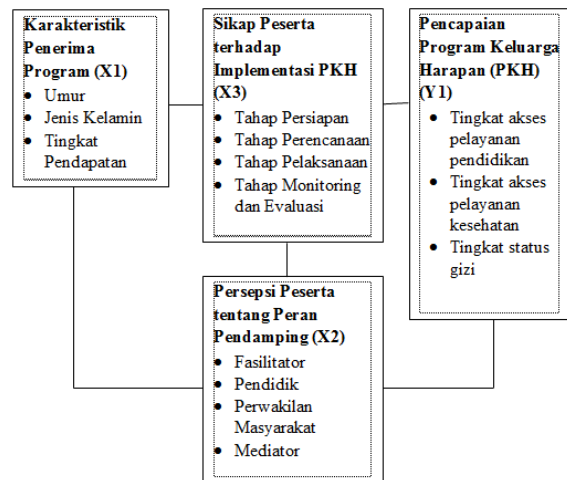 Karakteristik
Penerima
Program (X1)
• Umur
• Jenis Kelamin
• Tingkat
Pendapatan
Sikap Peserta
terhadap
Implementasi PKH
(X3)
• Tahap Persiapan
• Tahap Perencanaan
• Tahap Pelaksanaan
• Tahap Monitoring
dan Evaluasi
Pencapaian
Program Keluarga
Harapan (PKH)
(Y1)
• Tingkat akses
pelayanan
pendidikan
• Tingkat akses
pelayanan
kesehatan
• Tingkat status
gizi
Persepsi Peserta
tentang Peran
Pendamping (X2)
• Fasilitator
• Pendidik
• Perwakilan
Masyarakat
• Mediator